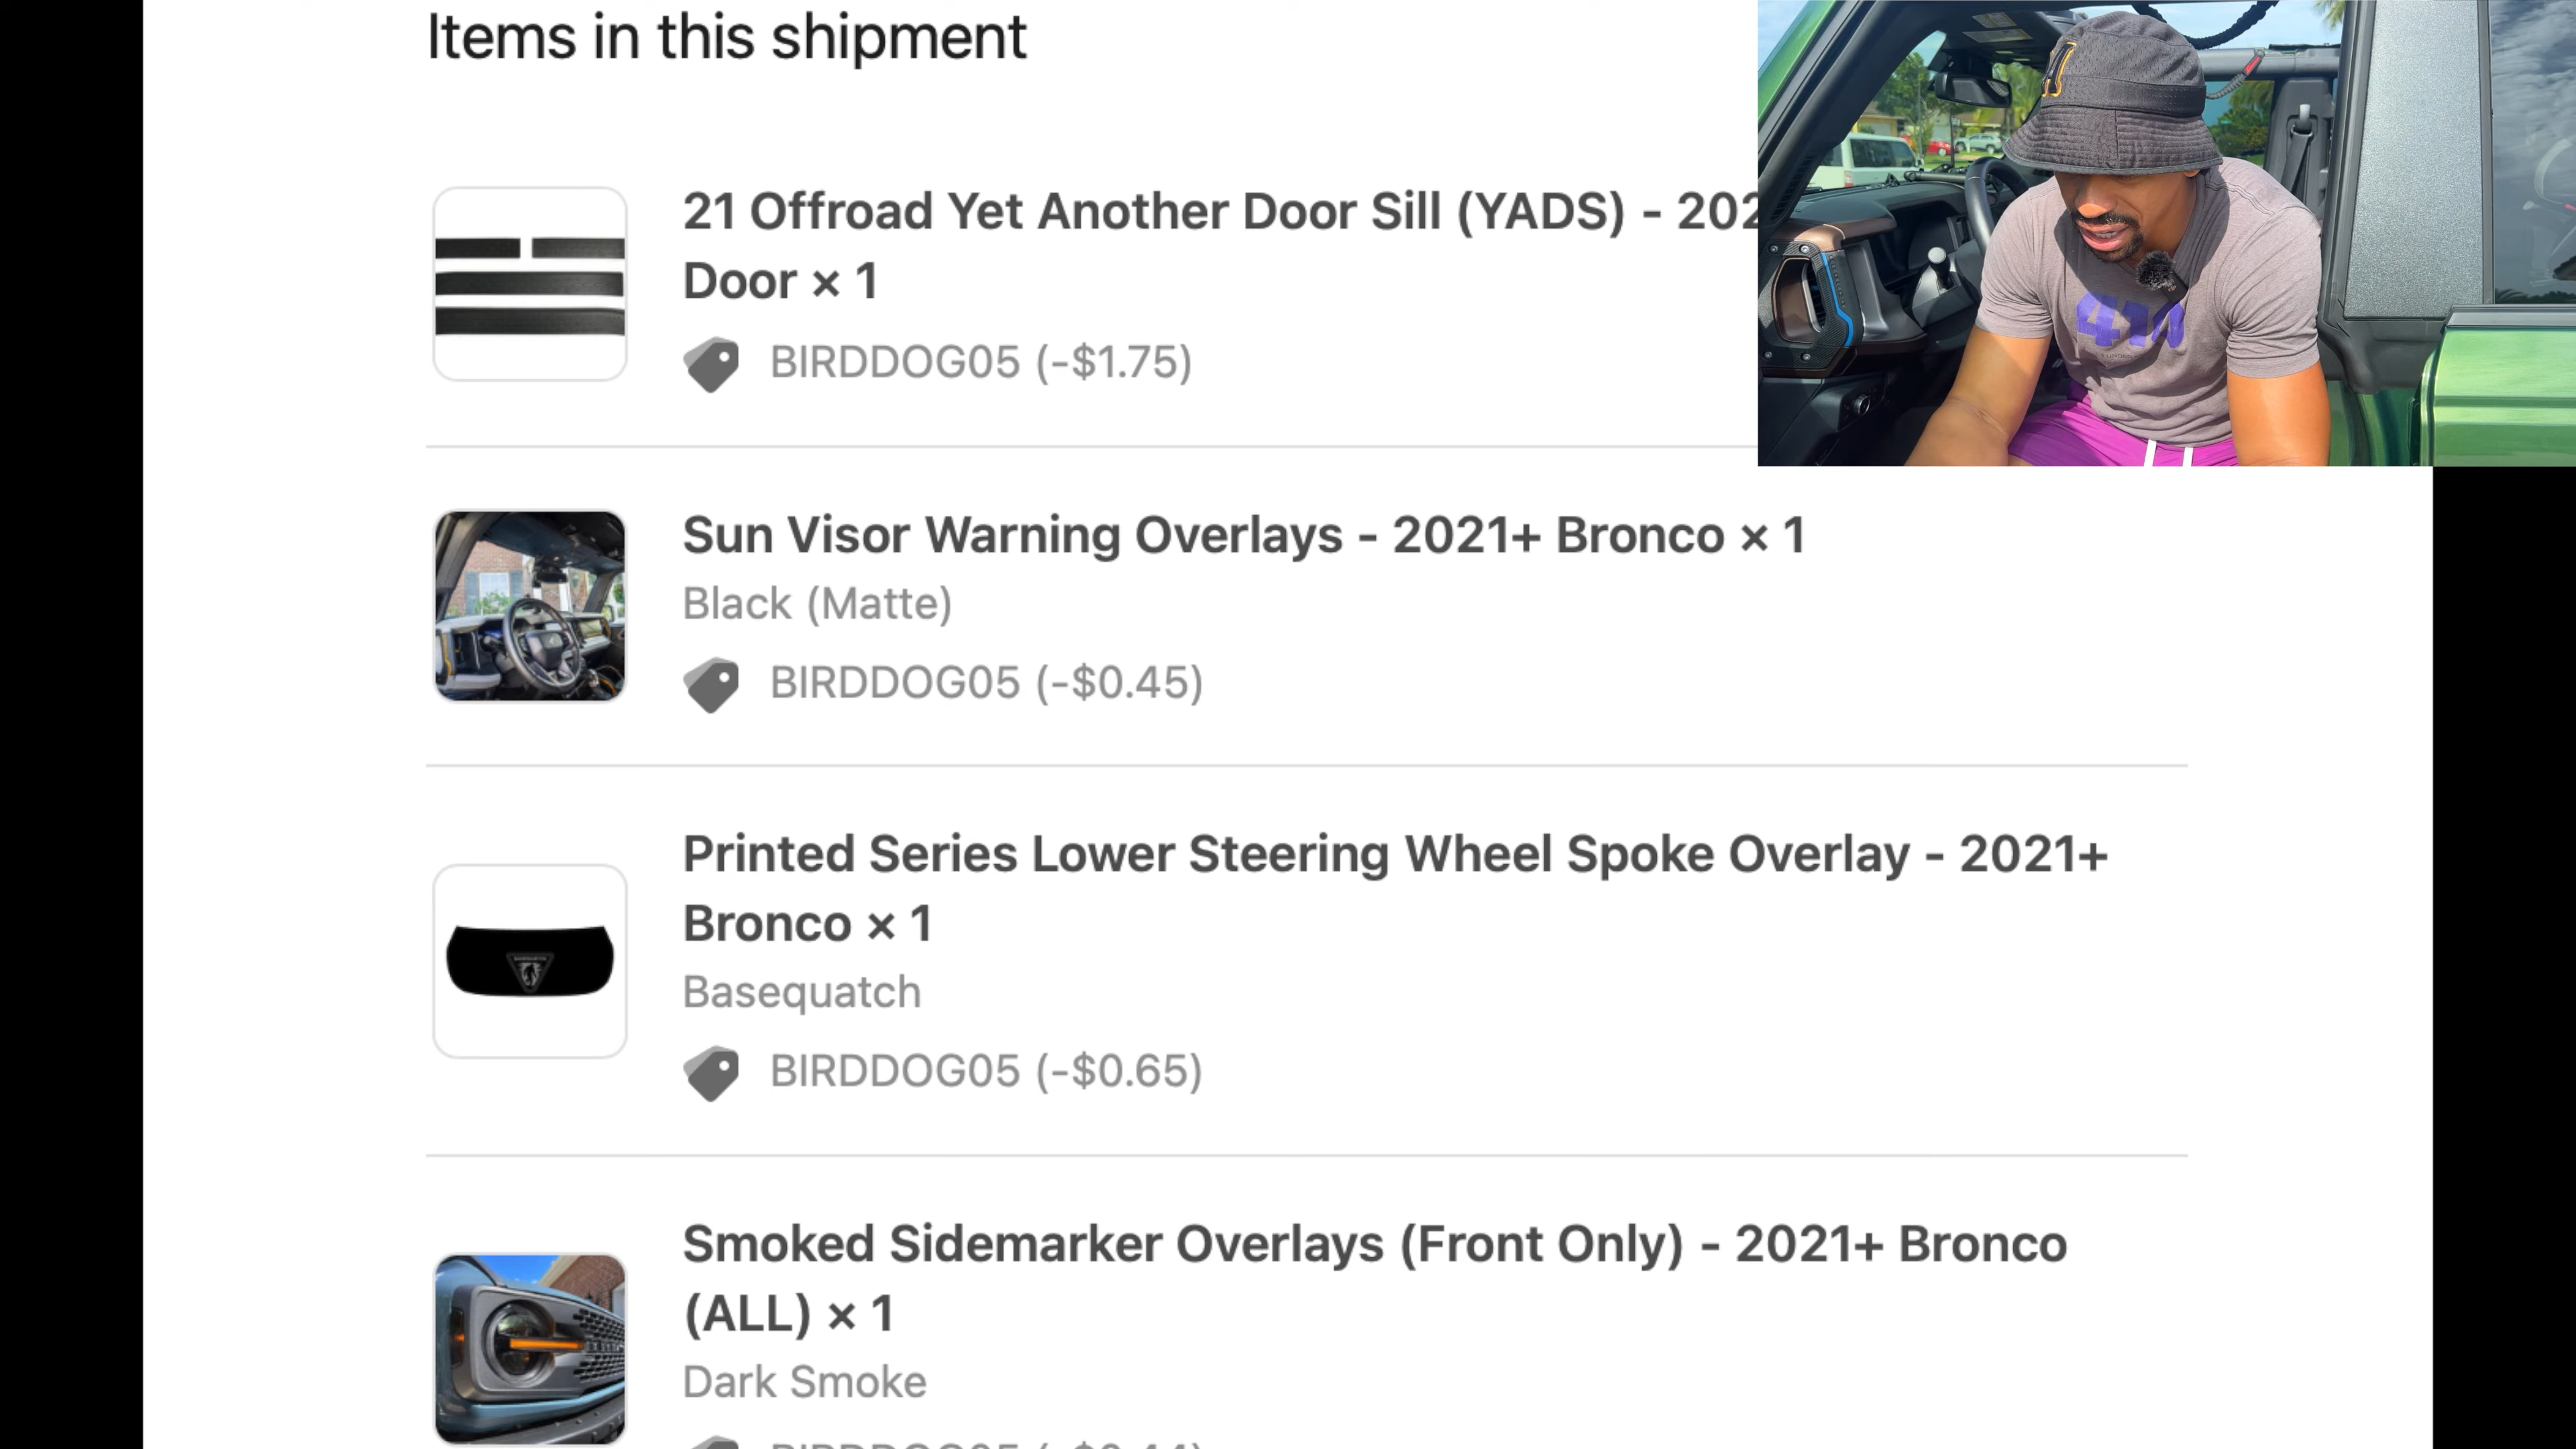 Items in this shipment
21 Offroad Yet Another Door Sill (YADS) - 202
Door × 1
BIRDDOG05 (-$1.75)
Sun Visor Warning Overlays - 2021+ Bronco × 1
Black (Matte)
BIRDDOG05 (-$0.45)
Printed Series Lower Steering Wheel Spoke Overlay - 2021+
Bronco × 1
Basequatch
BIRDDOG05 (-$0.65)
Smoked Sidemarker Overlays (Front Only) - 2021+ Bronco
(ALL) × 1
Dark Smoke